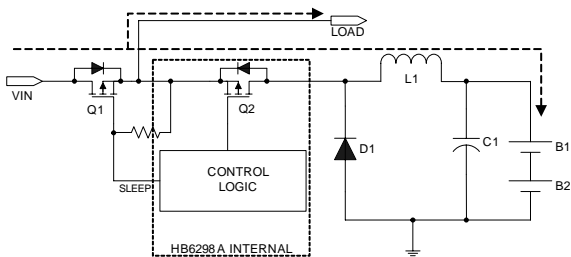 LOAD
VIN
Q1
Q2
L1
D1
C1
B1
B2
SLEEP
CONTROL
LOGIC
HB6298A INTERNAL